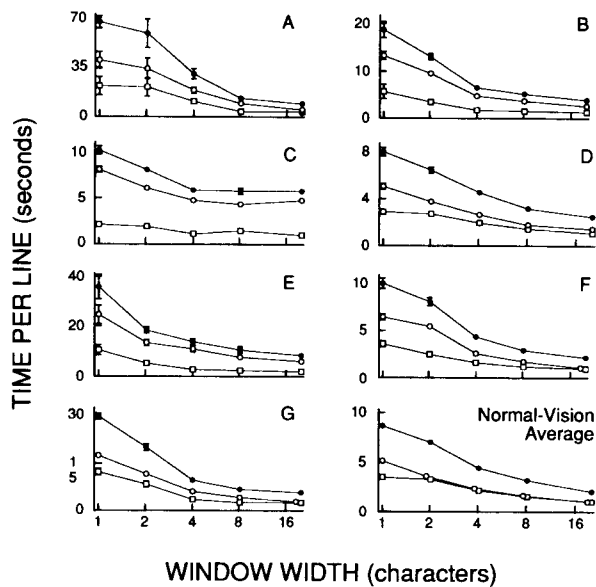 TIME PER LINE (seconds)
70
35
0
A
20
10
0
B
10
5
0
C
8
4
0
D
40
20
0
E
10
5
0
F
30
1
5
0
G
1 2 4 8 16
10
5
0
Normal-Vision
Average
1 2 4 8 16
WINDOW WIDTH (characters)